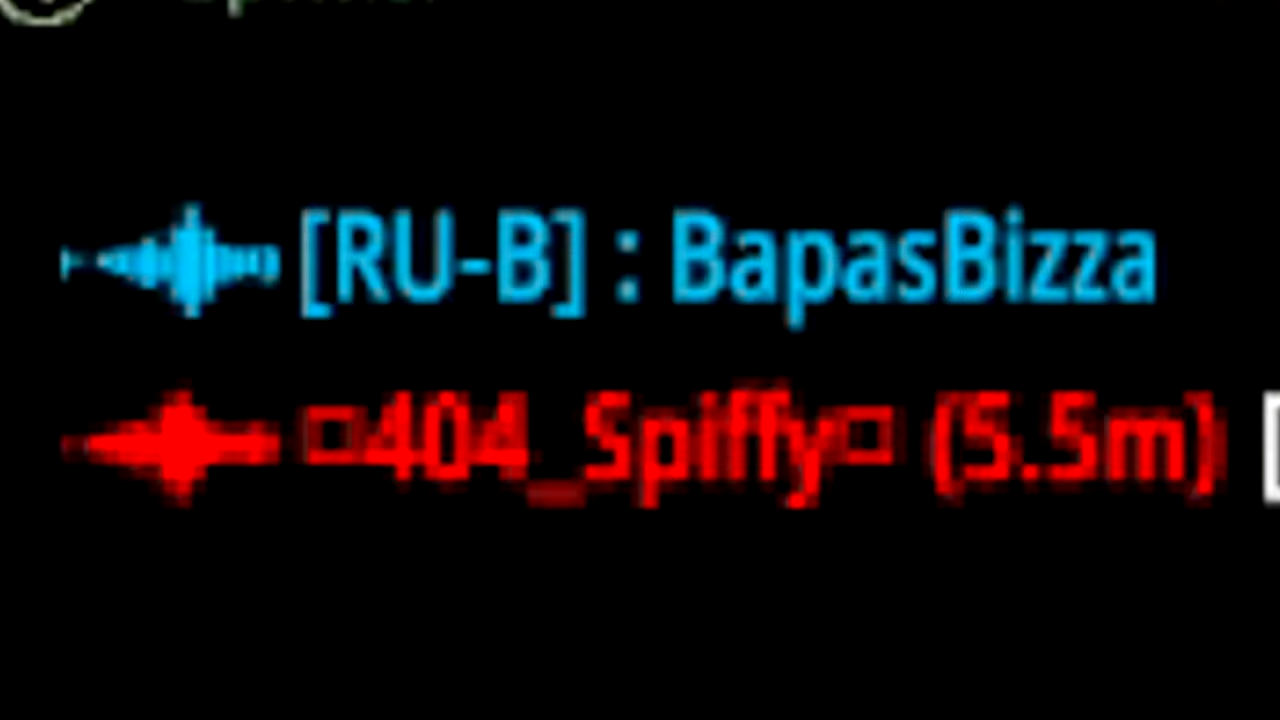 [RU-B] : BapasBizza
□404_Spiffy□ (5.5m) [